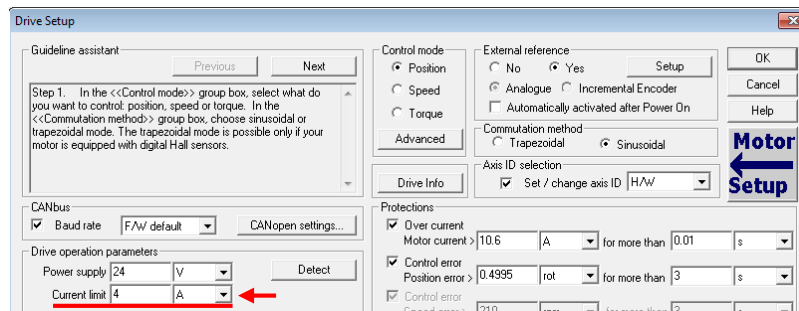 Drive Setup
Guideline assistant
Previous
Next
Step 1. In the <<Control mode>> group box, select what do
you want to control: position, speed or torque. In the
<<Commutation method>> group box, choose sinusoidal or
trapezoidal mode. The trapezoidal mode is possible only if your
motor is equipped with digital Hall sensors.
Control mode
Position
Speed
Torque
Advanced
Drive Info
External reference
No
Yes
Setup
Analogue
Incremental Encoder
Automatically activated after Power On
Commutation method
Trapezoidal
Sinusoidal
Axis ID selection
Set / change axis ID
H/W
OK
Cancel
Help
Motor
Setup
CANbus
Baud rate
F/W default
CANopen settings...
Drive operation parameters
Power supply 24 V
Detect
Current limit 4 A
Protections
Over current
Motor current > 10.6 A for more than 0.01 s
Control error
Position error > 0.4995 rot for more than 3 s
Control error